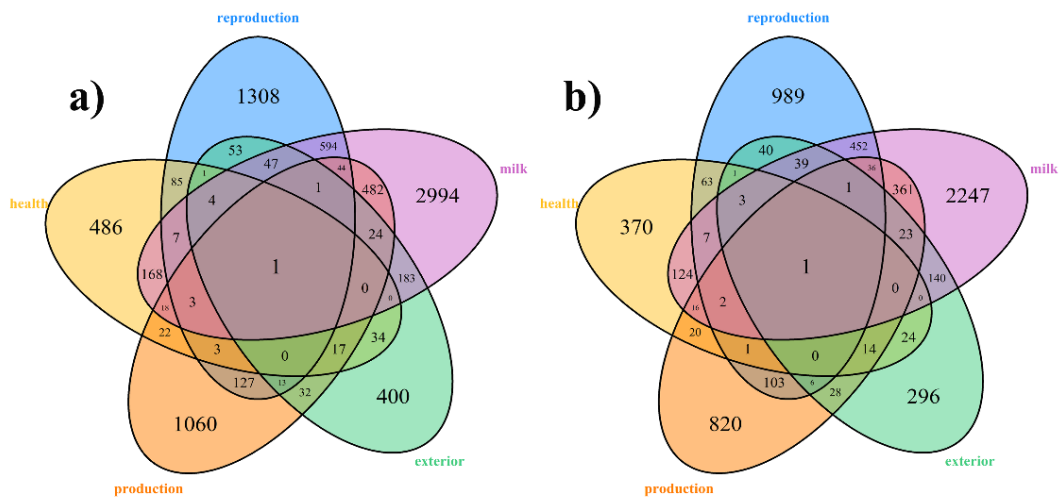 reproduction reproduction
a) b)
1308 989
53 594 40 452
47 44 39 36
milk milk
85 1 1 482 2994 63 1 1 361 2247
health 4 health 3
486 7 24 370 7 23
168 1 183 124 1 140
3 0 0 2 0 0
18 16
22 3 0 17 34 20 1 0 14 24
127 13 32 400 103 6 28 296
1060 820
exterior exterior
production production